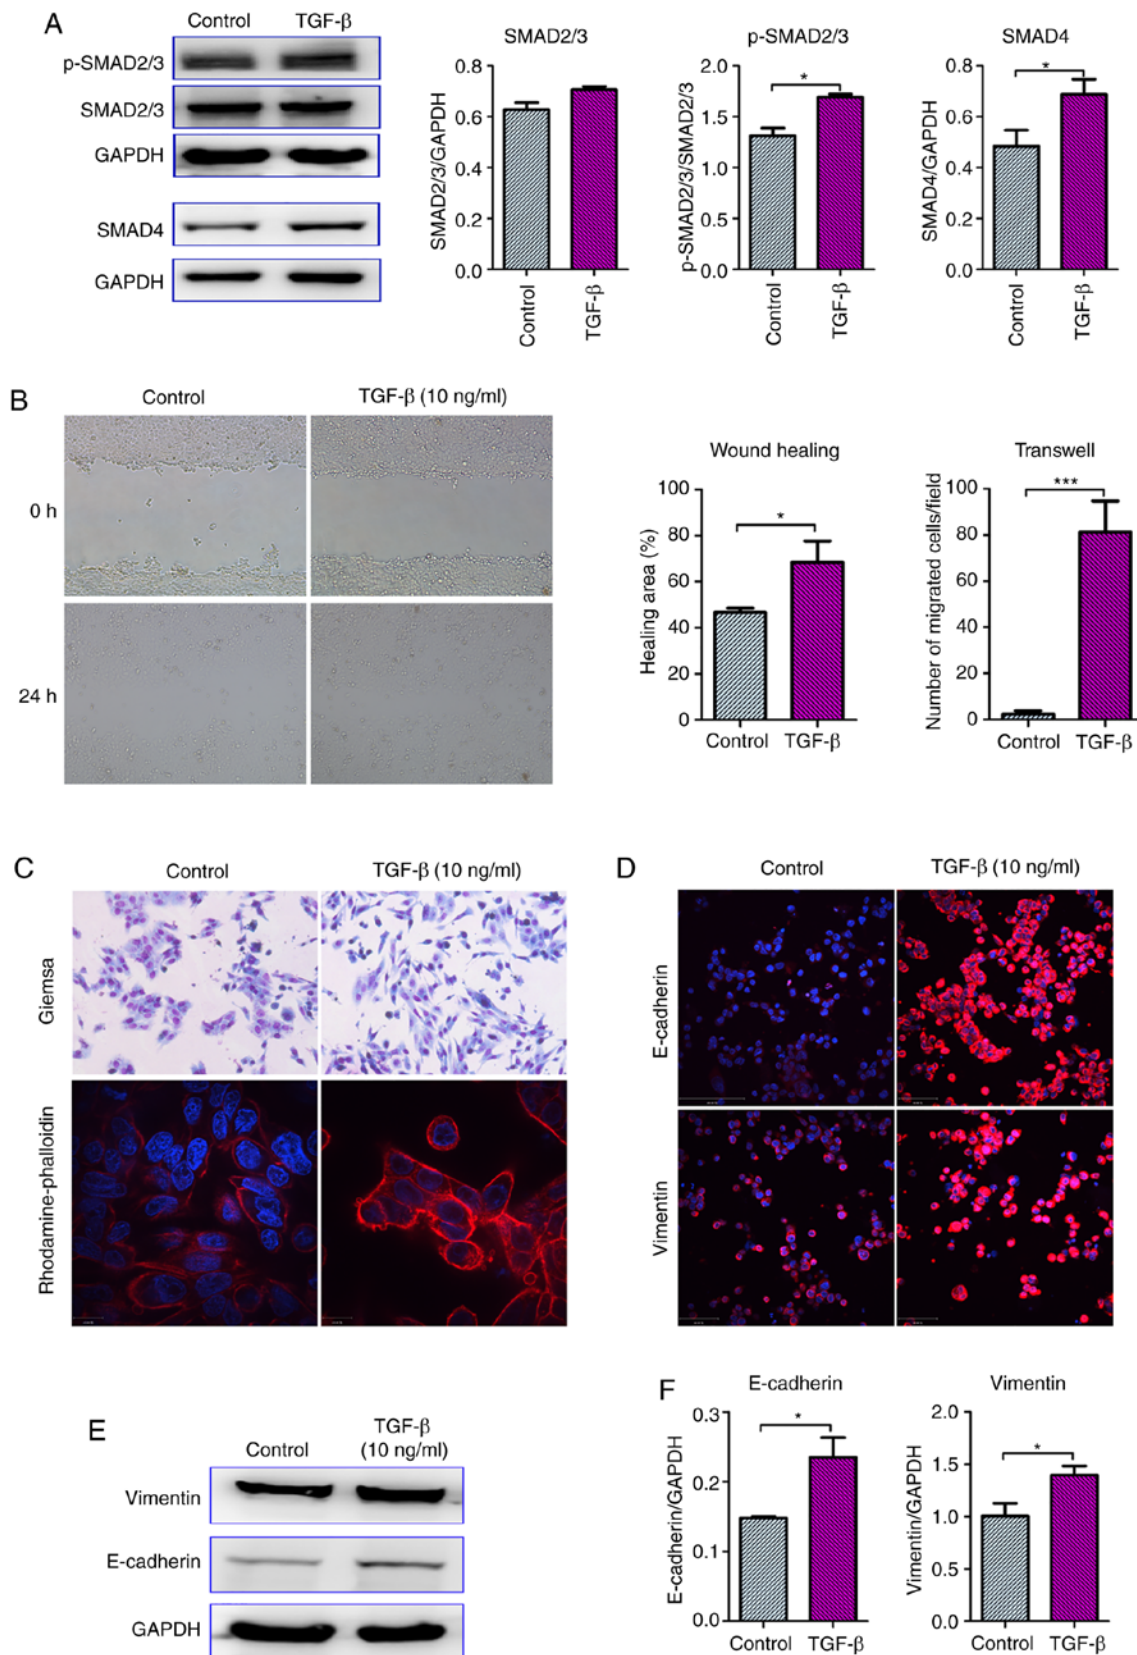 A
Control
TGF-β
p-SMAD2/3
SMAD2/3
GAPDH
SMAD4
GAPDH
SMAD2/3
SMAD2/3/GAPDH
0.8
0.6
0.4
0.2
0.0
Control
TGF-β
p-SMAD2/3
p-SMAD2/3/SMAD2/3
2.0
1.5
1.0
0.5
0.0
*
Control
TGF-β
SMAD4
SMAD4/GAPDH
0.8
0.6
0.4
0.2
0.0
*
Control
TGF-β
B
Control
TGF-β (10 ng/ml)
0 h
24 h
Wound healing
Healing area (%)
100
80
60
40
20
0
*
Control
TGF-β
Transwell
Number of migrated cells/field
100
80
60
40
20
0
***
Control
TGF-β
C
Control
TGF-β (10 ng/ml)
Giemsa
Rhodamine-phalloidin
D
Control
TGF-β (10 ng/ml)
E-cadherin
Vimentin
E
Control
TGF-β
(10 ng/ml)
Vimentin
E-cadherin
GAPDH
F
E-cadherin
E-cadherin/GAPDH
0.3
0.2
0.1
0.0
*
Control
TGF-β
Vimentin
Vimentin/GAPDH
2.0
1.5
1.0
0.5
0.0
*
Control
TGF-β